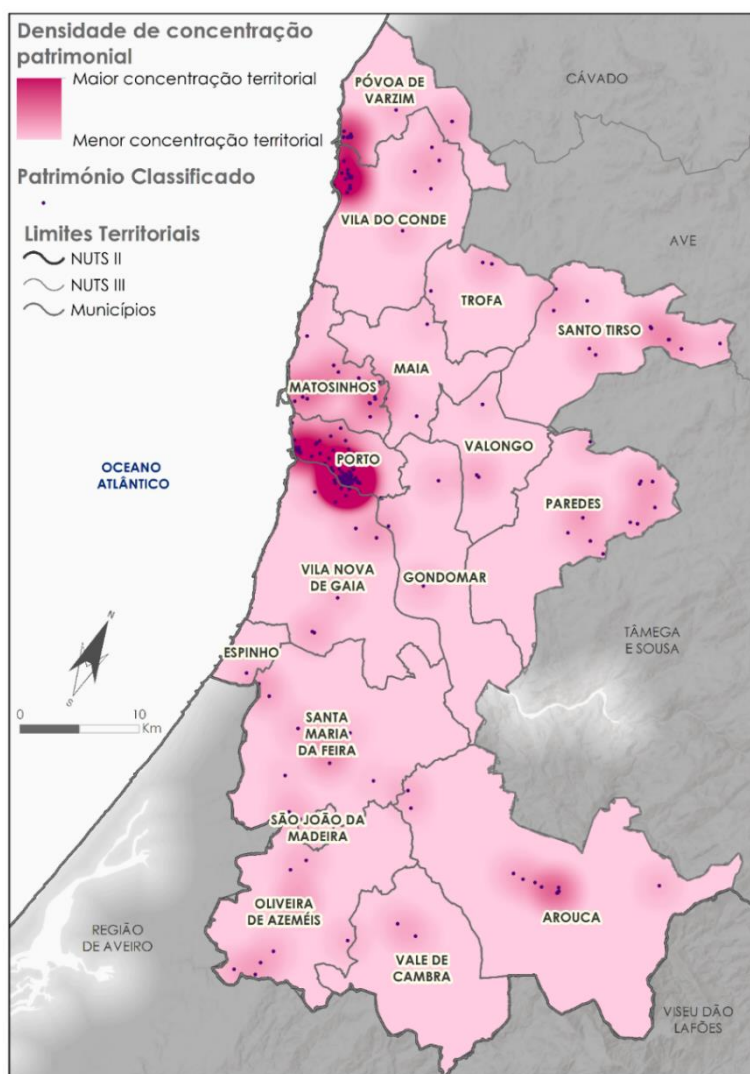 Densidade de concentração
patrimonial
Maior concentração territorial
Menor concentração territorial
Património Classificado
Limites Territoriais
NUTS II
NUTS III
Municípios
CÁVADO
PÓVOA DE
VARZIM
VILA DO CONDE
AVE
TROFA
SANTO TIRSO
MAIA
MATOSINHOS
VALONGO
PORTO
OCEANO
ATLÂNTICO
PAREDES
VILA NOVA
DE GAIA
GONDOMAR
TÂMEGA
E SOUSA
ESPINHO
N
S
0 10
Km
SANTA
MARIA
DA FEIRA
SÃO JOÃO DA
MADEIRA
OLIVEIRA
DE AZEMÉIS
AROUCA
REGIÃO
DE AVEIRO
VALE DE
CAMBRA
VISEU DÃO
LAFÕES